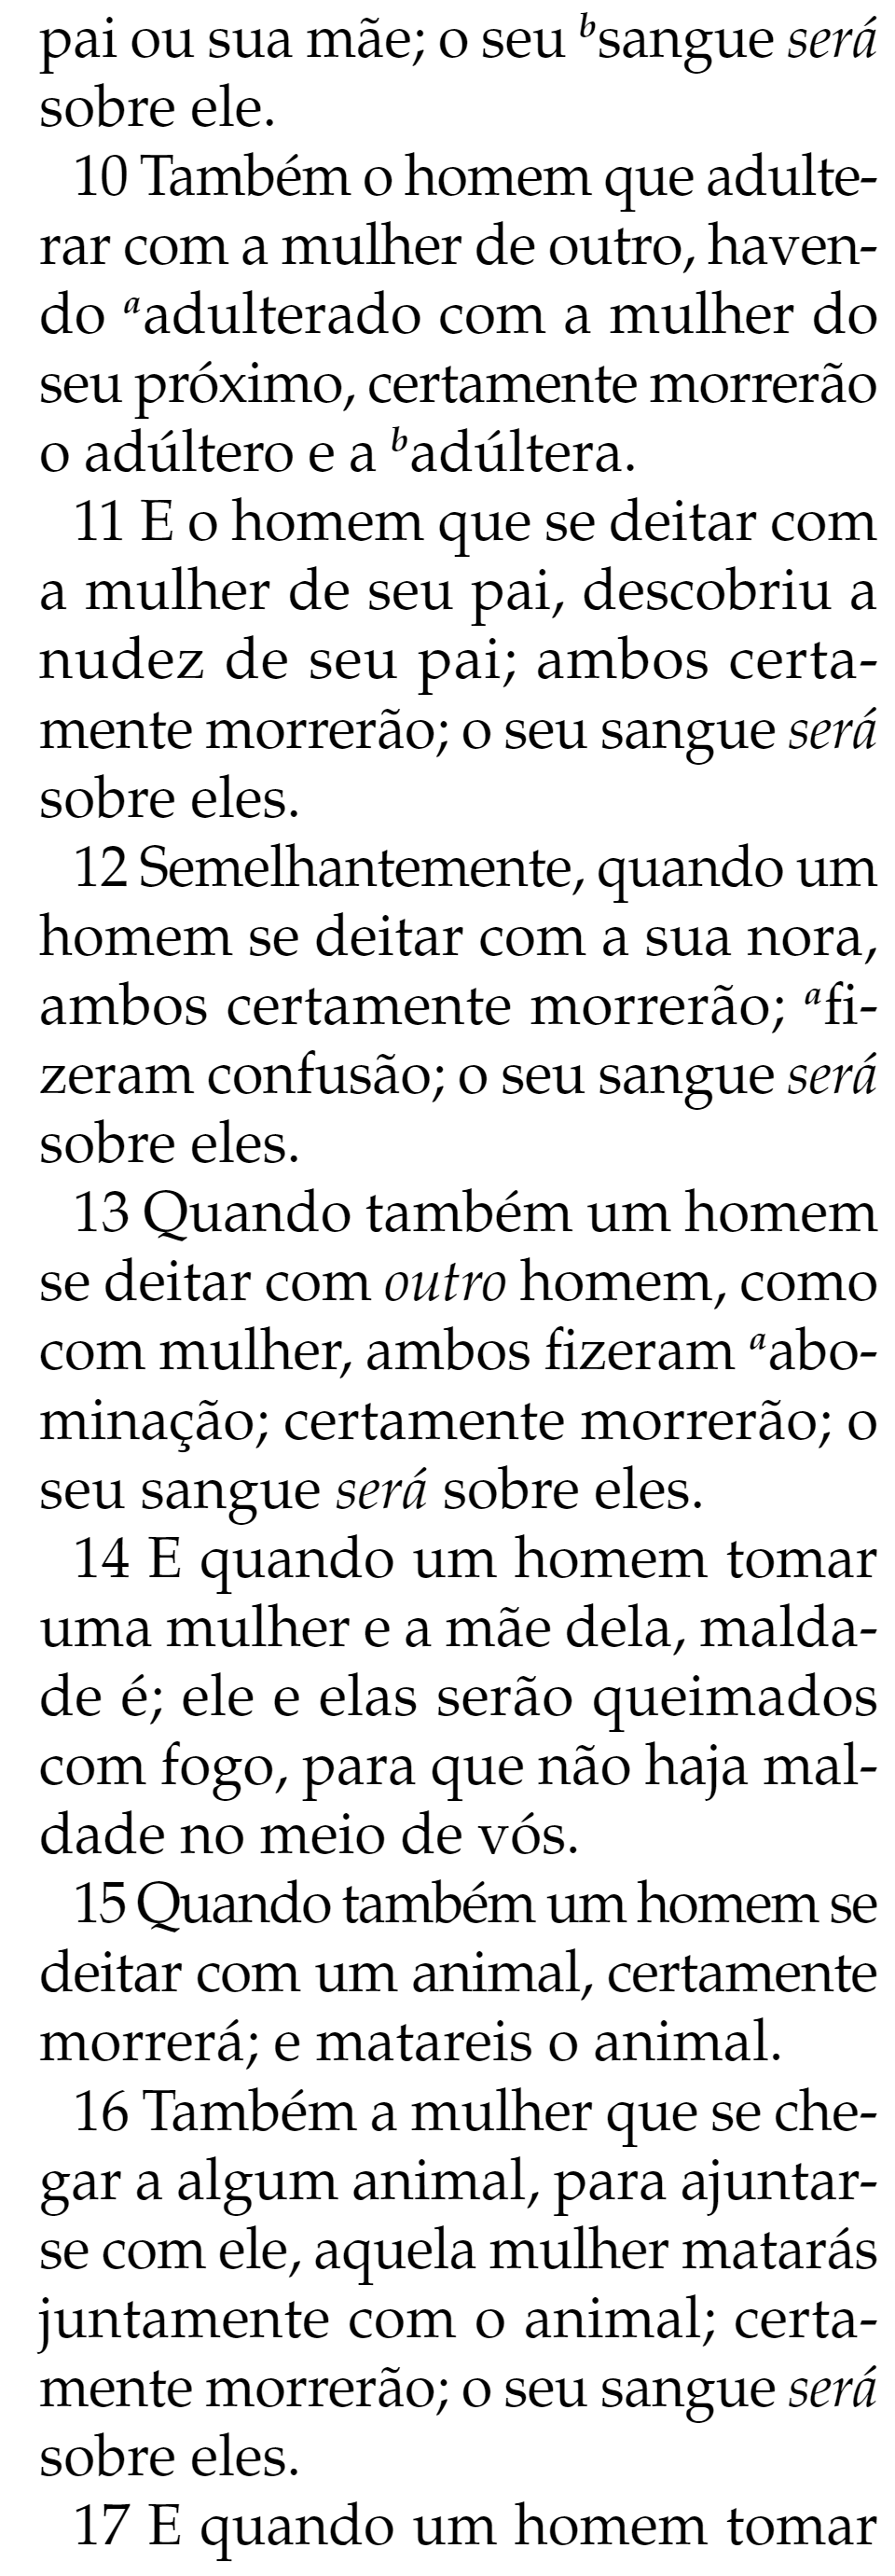 pai ou sua mãe; o seu ᵇsangue será
sobre ele.
10 Também o homem que adulte-
rar com a mulher de outro, haven-
do ᵃadulterado com a mulher do
seu próximo, certamente morrerão
o adúltero e a ᵇadúltera.
11 E o homem que se deitar com
a mulher de seu pai, descobriu a
nudez de seu pai; ambos certa-
mente morrerão; o seu sangue será
sobre eles.
12 Semelhantemente, quando um
homem se deitar com a sua nora,
ambos certamente morrerão; ᵃfi-
zeram confusão; o seu sangue será
sobre eles.
13 Quando também um homem
se deitar com outro homem, como
com mulher, ambos fizeram ᵃabo-
minação; certamente morrerão; o
seu sangue será sobre eles.
14 E quando um homem tomar
uma mulher e a mãe dela, malda-
de é; ele e elas serão queimados
com fogo, para que não haja mal-
dade no meio de vós.
15 Quando também um homem se
deitar com um animal, certamente
morrerá; e matareis o animal.
16 Também a mulher que se che-
gar a algum animal, para ajuntar-
se com ele, aquela mulher matarás
juntamente com o animal; certa-
mente morrerão; o seu sangue será
sobre eles.
17 E quando um homem tomar